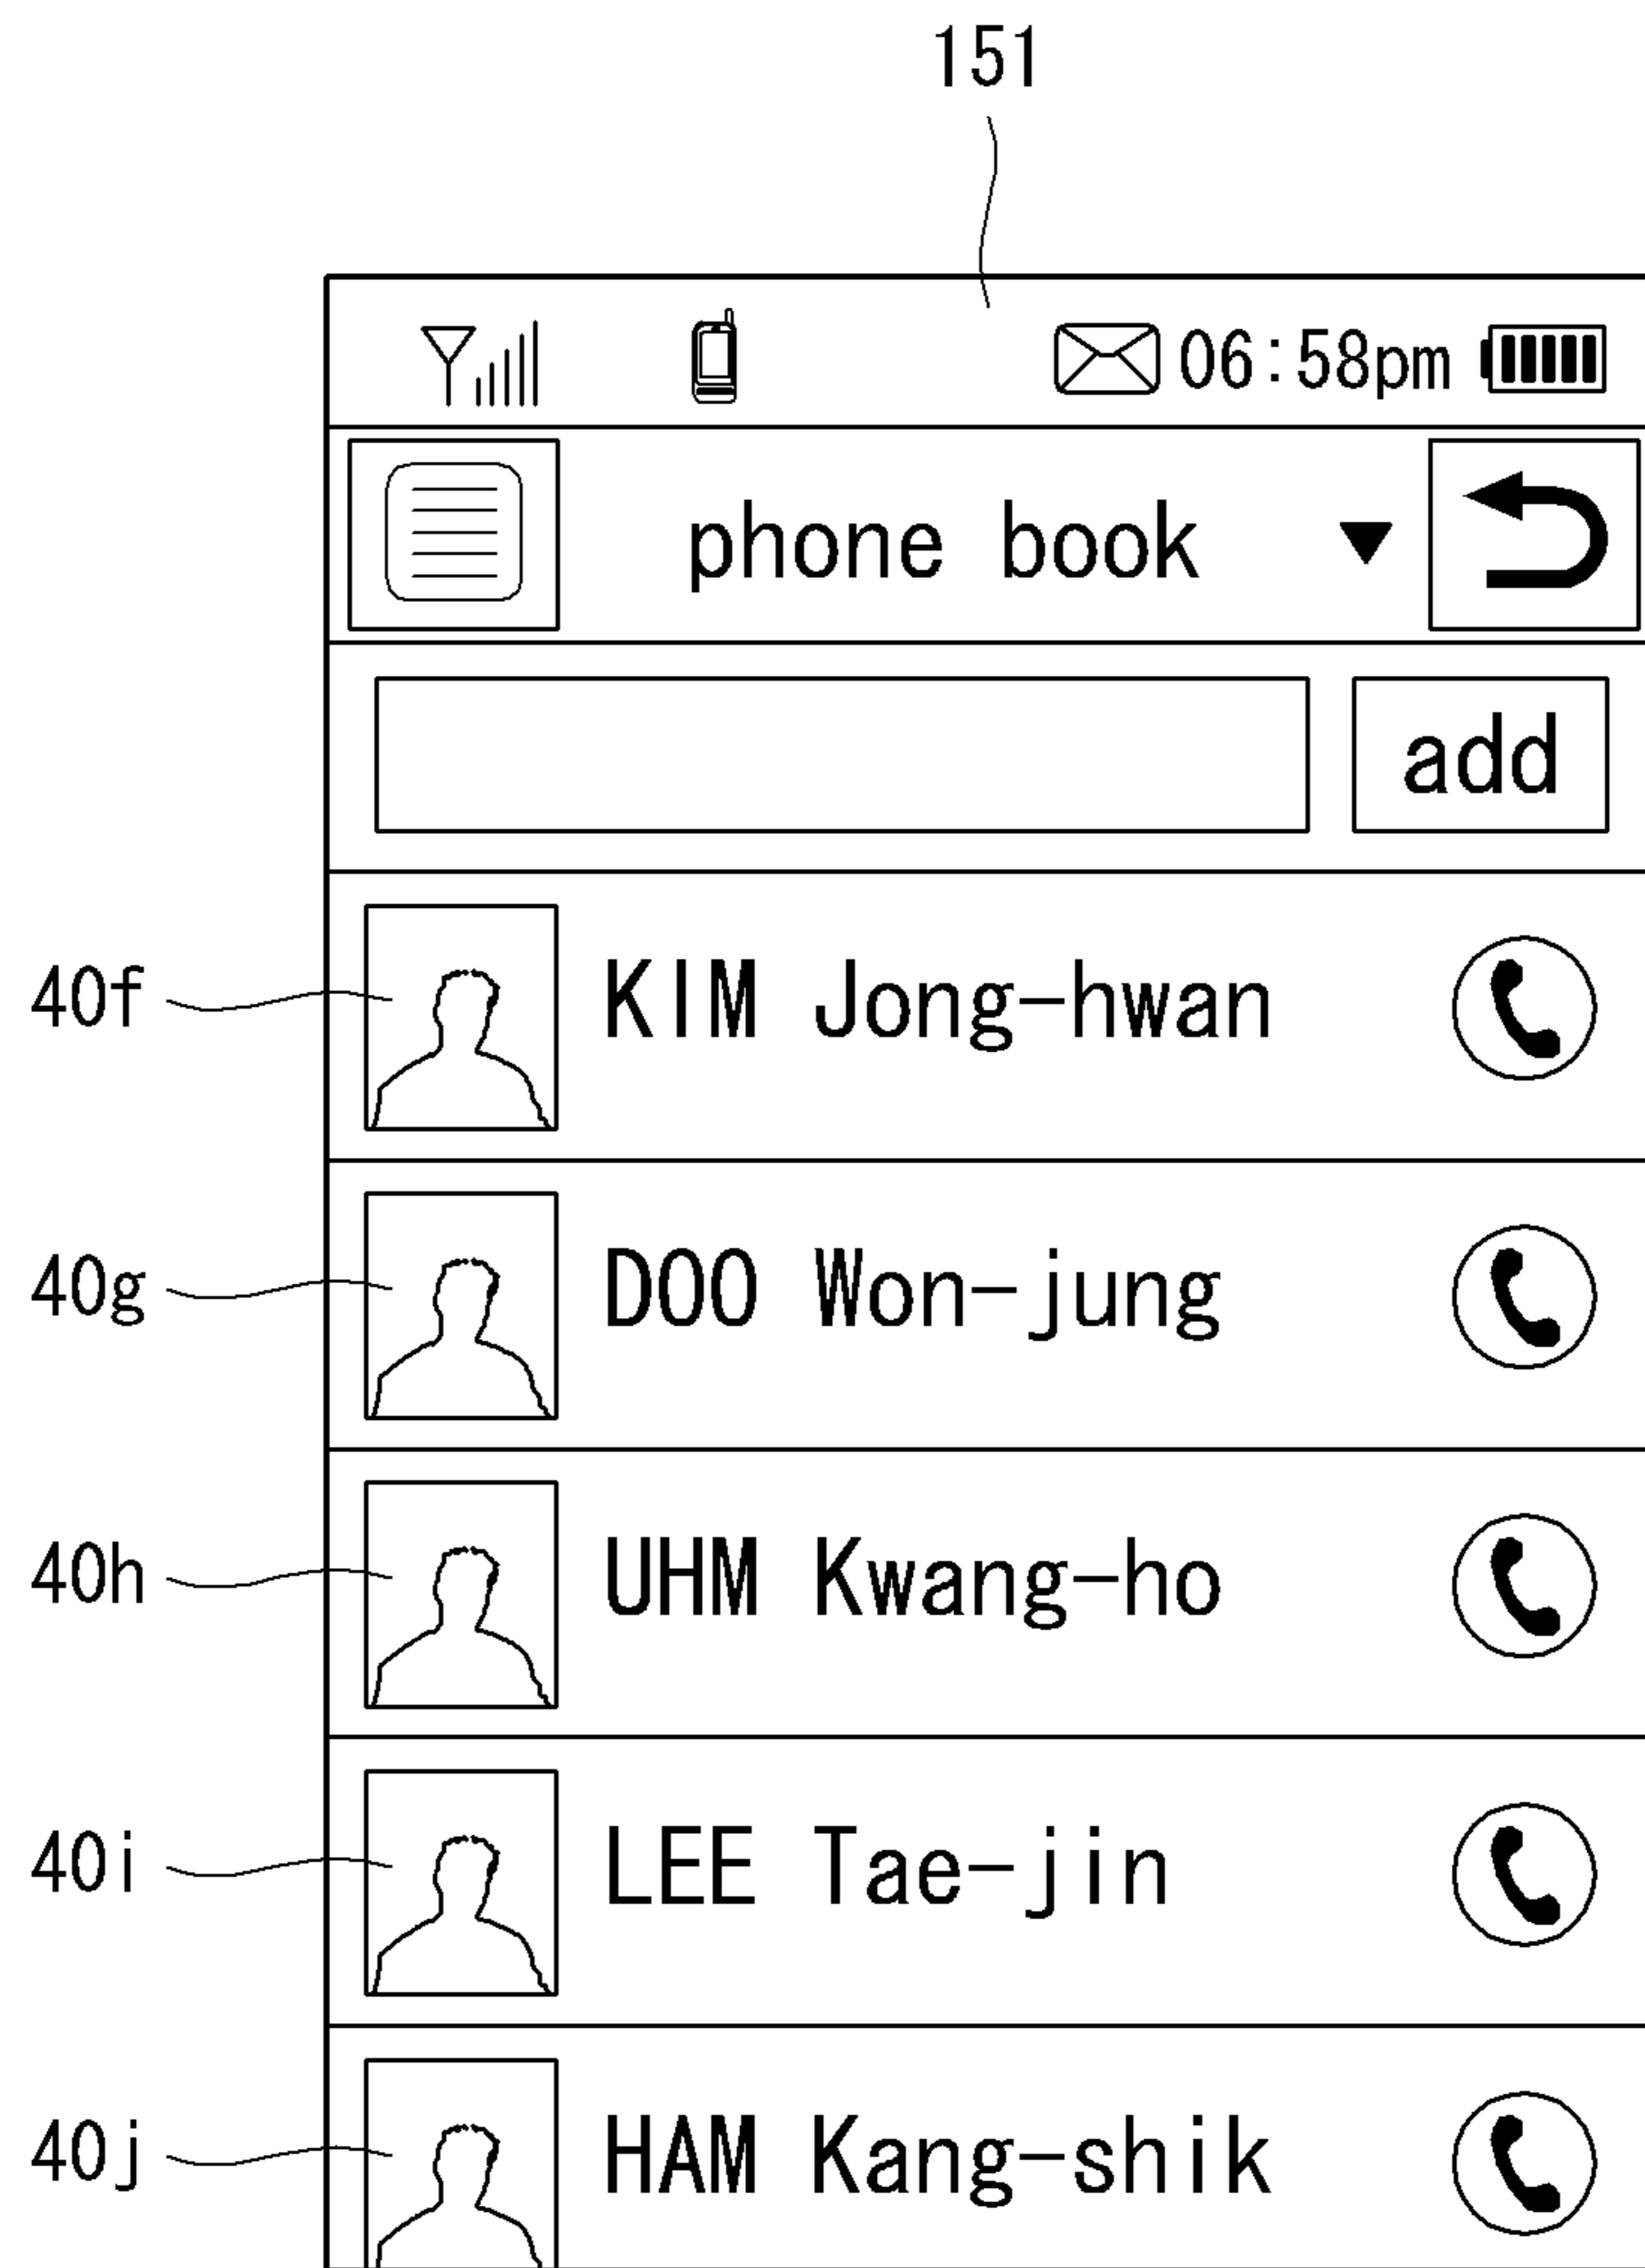 151
06:58pm
phone book
add
40f KIM Jong-hwan
40g DOO Won-jung
40h UHM Kwang-ho
40i LEE Tae-jin
40j HAM Kang-shik